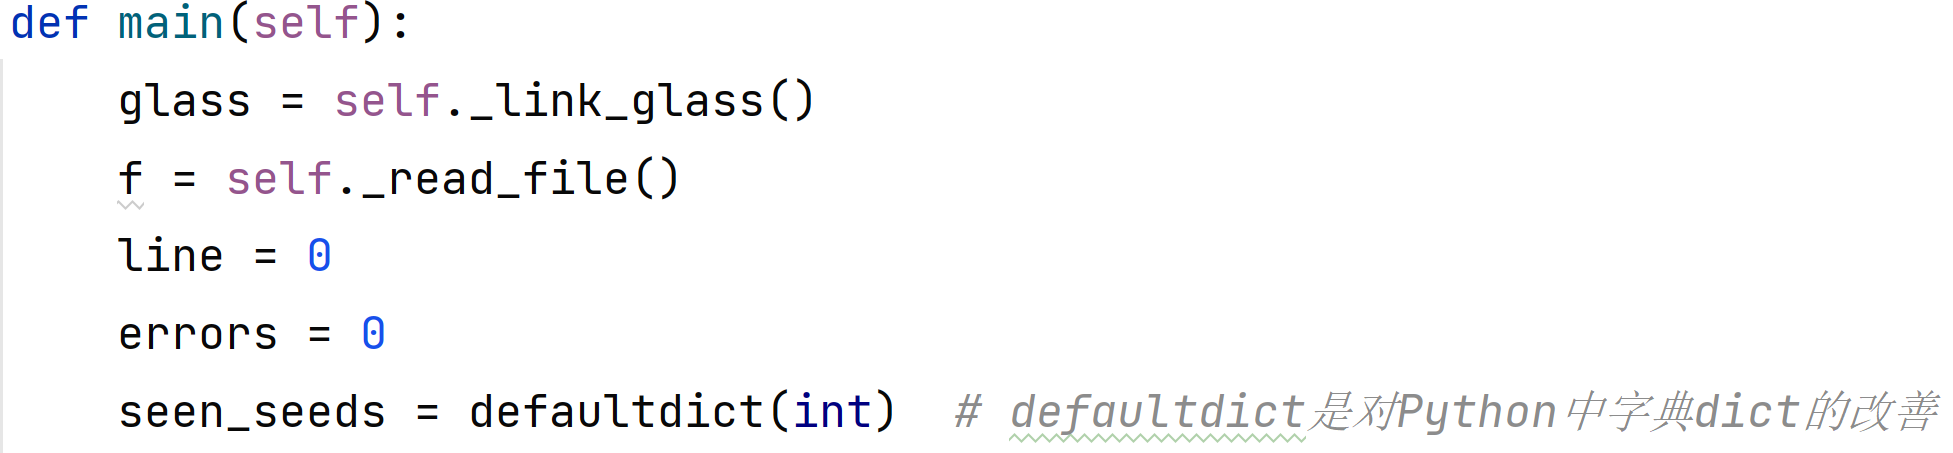 def main(self):
    glass = self._link_glass()
    f = self._read_file()
    line = 0
    errors = 0
    seen_seeds = defaultdict(int)  # defaultdict是对Python中字典dict的改善